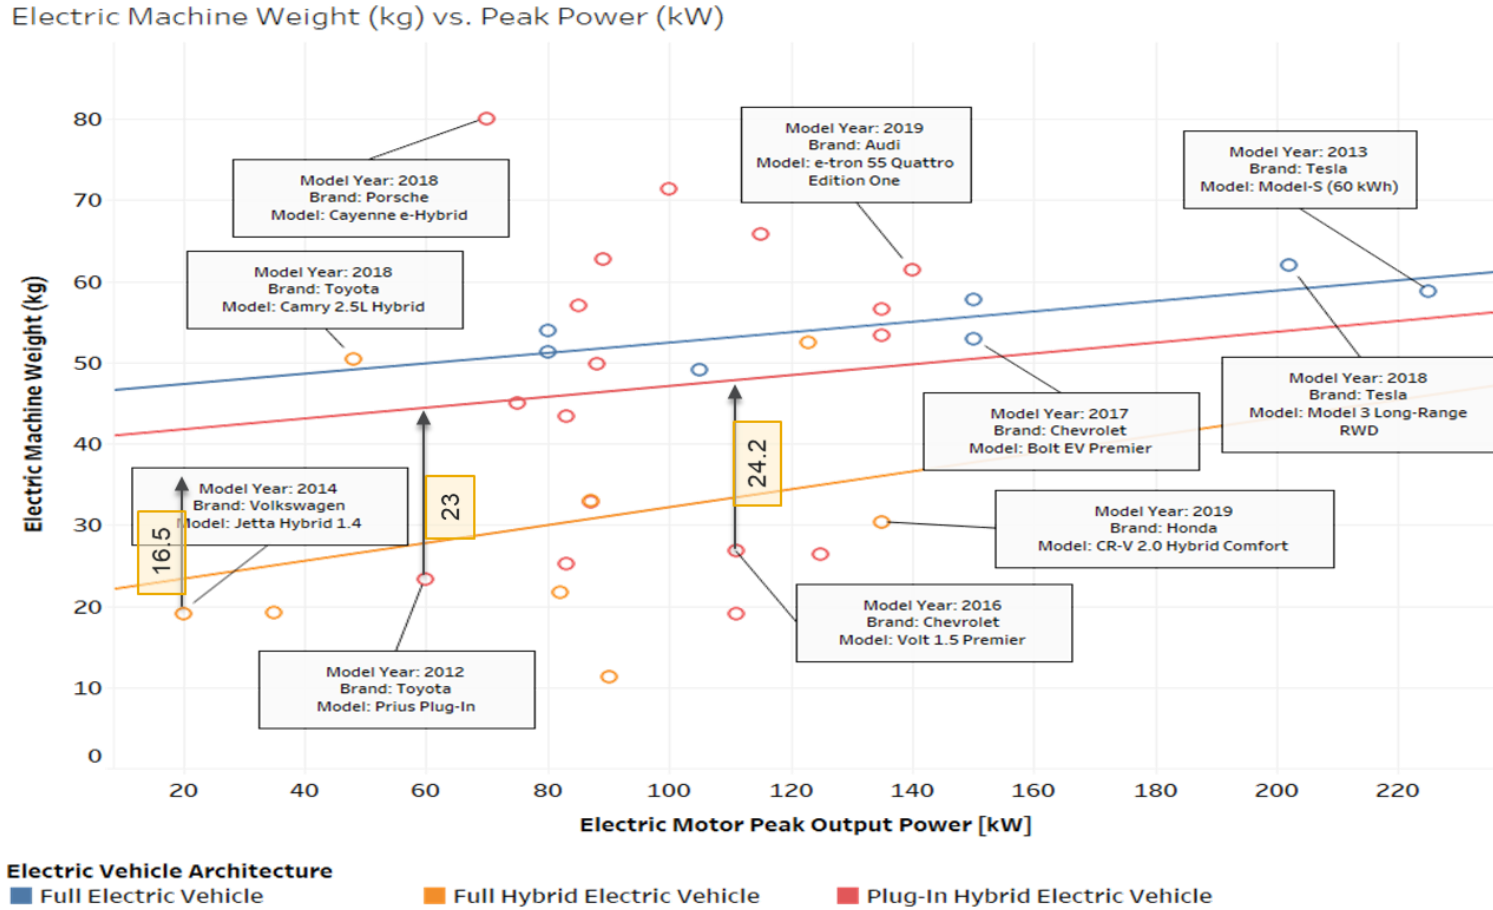 Electric Machine Weight (kg) vs. Peak Power (kW)
Electric Machine Weight (kg)
80
70
60
50
40
30
20
10
0
Model Year: 2018
Brand: Porsche
Model: Cayenne e-Hybrid
Model Year: 2019
Brand: Audi
Model: e-tron 55 Quattro
Edition One
Model Year: 2013
Brand: Tesla
Model: Model-S (60 kWh)
Model Year: 2018
Brand: Toyota
Model: Camry 2.5L Hybrid
Model Year: 2018
Brand: Tesla
Model: Model 3 Long-Range
RWD
Model Year: 2017
Brand: Chevrolet
Model: Bolt EV Premier
24.2
23
16.5
Model Year: 2014
Brand: Volkswagen
Model: Jetta Hybrid 1.4
Model Year: 2019
Brand: Honda
Model: CR-V 2.0 Hybrid Comfort
Model Year: 2016
Brand: Chevrolet
Model: Volt 1.5 Premier
Model Year: 2012
Brand: Toyota
Model: Prius Plug-In
20 40 60 80 100 120 140 160 180 200 220
Electric Motor Peak Output Power [kW]
Electric Vehicle Architecture
Full Electric Vehicle
Full Hybrid Electric Vehicle
Plug-In Hybrid Electric Vehicle